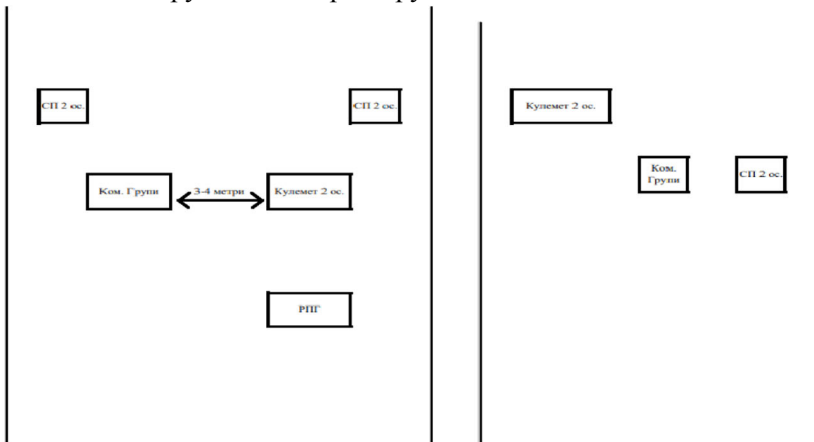 СП 2 ос.
СП 2 ос.
Кулемет 2 ос.
Ком. Групи
3-4 метри
Кулемет 2 ос.
Ком.
Групи
СП 2 ос.
РПГ